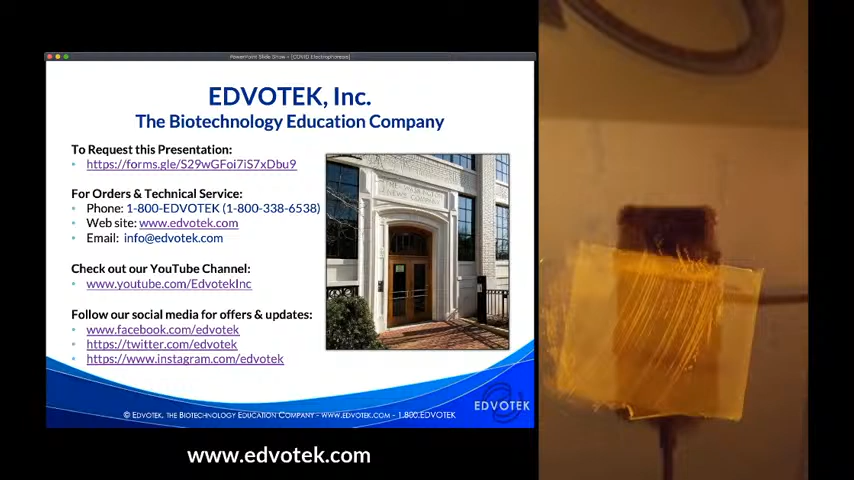 PowerPoint Slide Show - [COVID Electrophoresis]
EDVOTEK, Inc.
The Biotechnology Education Company
To Request this Presentation:
https://forms.gle/S29wGFoi7iS7xDbu9
For Orders & Technical Service:
Phone: 1-800-EDVOTEK (1-800-338-6538)
Web site: www.edvotek.com
Email: info@edvotek.com
Check out our YouTube Channel:
www.youtube.com/EdvotekInc
Follow our social media for offers & updates:
www.facebook.com/edvotek
https://twitter.com/edvotek
https://www.instagram.com/edvotek
EDVOTEK
© EDVOTEK, THE BIOTECHNOLOGY EDUCATION COMPANY - WWW.EDVOTEK.COM - 1.800.EDVOTEK
www.edvotek.com